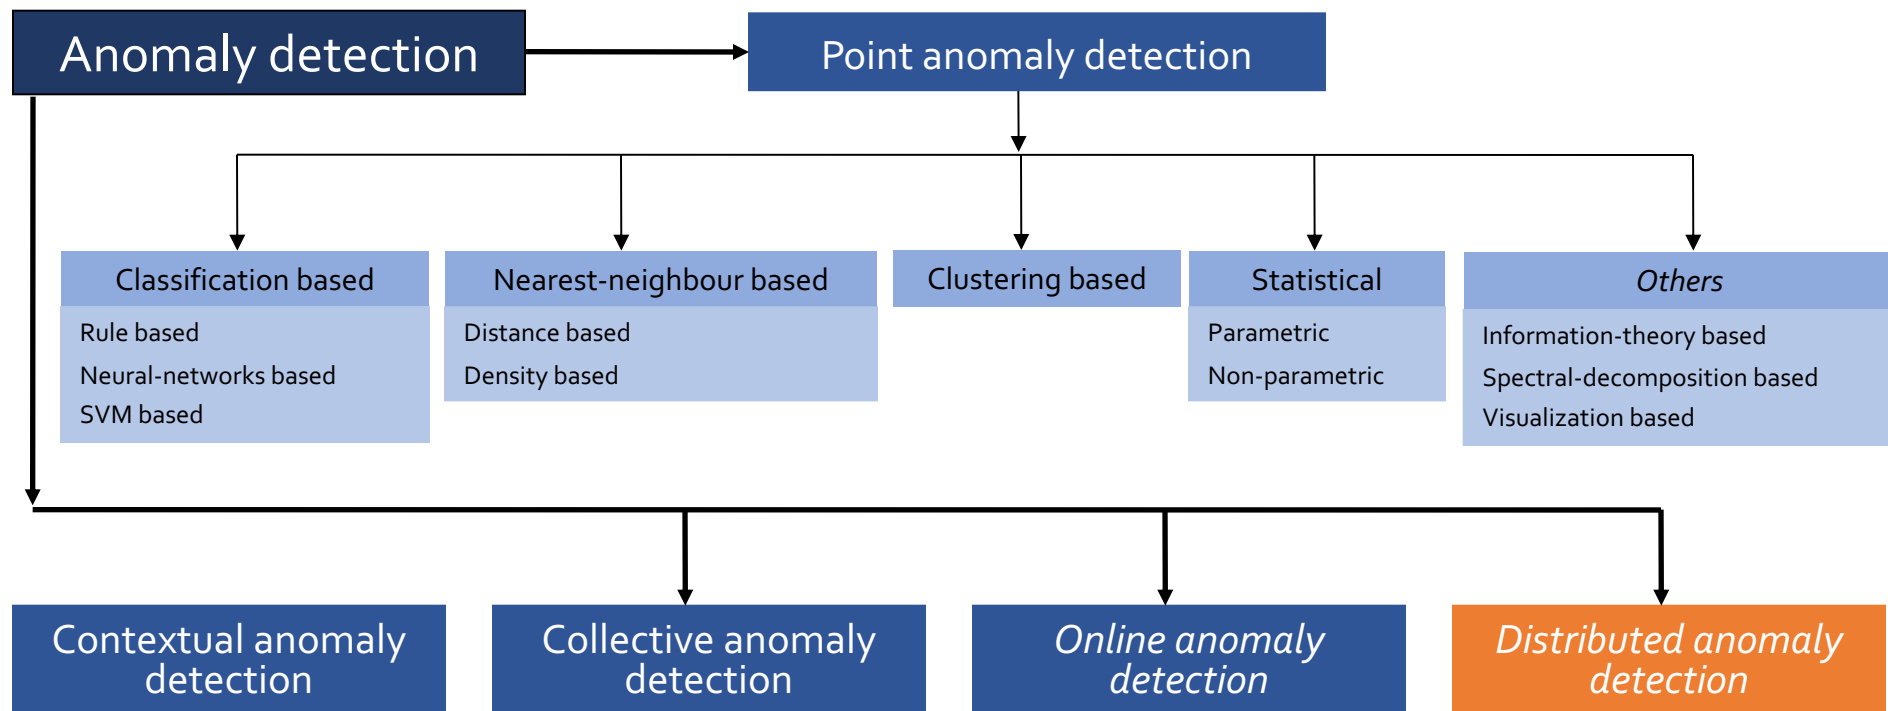 Anomaly detection
Point anomaly detection
Classification based
Rule based
Neural-networks based
SVM based
Nearest-neighbour based
Distance based
Density based
Clustering based
Statistical
Parametric
Non-parametric
Others
Information-theory based
Spectral-decomposition based
Visualization based
Contextual anomaly
detection
Collective anomaly
detection
Online anomaly
detection
Distributed anomaly
detection